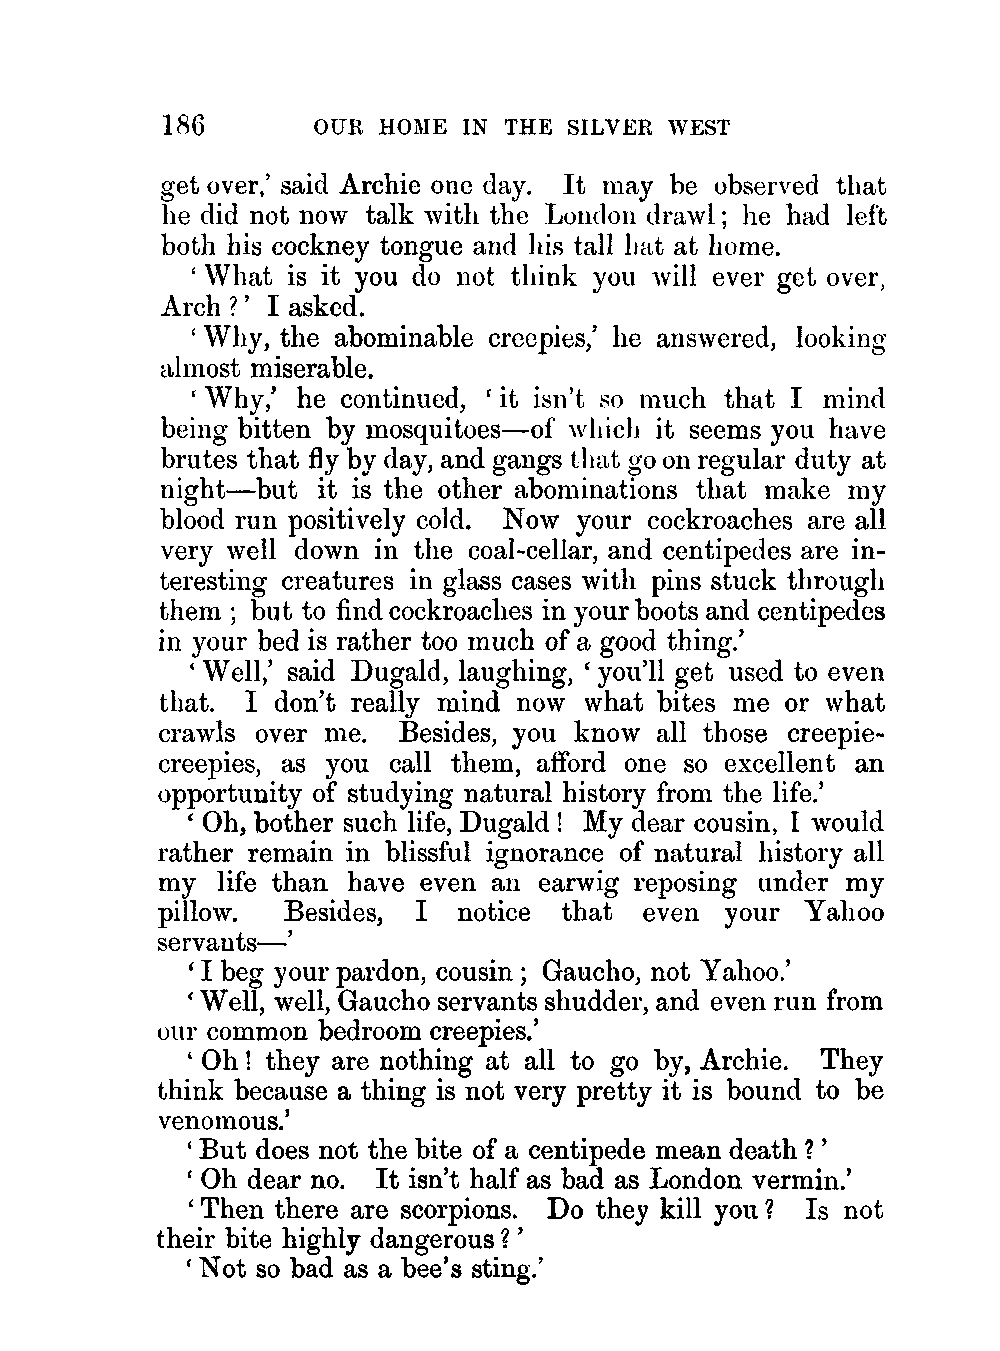 186 OUR HOME IN THE SILVER WEST
get over,' said Archie one day. It may be observed that
he did not now talk with the London drawl; he had left
both his cockney tongue and his tall hat at home.
'What is it you do not think you will ever get over,
Arch?' I asked.
'Why, the abominable creepies,' he answered, looking
almost miserable.
'Why,' he continued, 'it isn't so much that I mind
being bitten by mosquitoes—of which it seems you have
brutes that fly by day, and gangs that go on regular duty at
night—but it is the other abominations that make my
blood run positively cold. Now your cockroaches are all
very well down in the coal-cellar, and centipedes are in-
teresting creatures in glass cases with pins stuck through
them; but to find cockroaches in your boots and centipedes
in your bed is rather too much of a good thing.'
'Well,' said Dugald, laughing, 'you'll get used to even
that. I don't really mind now what bites me or what
crawls over me. Besides, you know all those creepie-
creepies, as you call them, afford one so excellent an
opportunity of studying natural history from the life.'
'Oh, bother such life, Dugald! My dear cousin, I would
rather remain in blissful ignorance of natural history all
my life than have even an earwig reposing under my
pillow. Besides, I notice that even your Yahoo
servants—'
'I beg your pardon, cousin; Gaucho, not Yahoo.'
'Well, well, Gaucho servants shudder, and even run from
our common bedroom creepies.'
'Oh! they are nothing at all to go by, Archie. They
think because a thing is not very pretty it is bound to be
venomous.'
'But does not the bite of a centipede mean death?'
'Oh dear no. It isn't half as bad as London vermin.'
'Then there are scorpions. Do they kill you? Is not
their bite highly dangerous?'
'Not so bad as a bee's sting.'